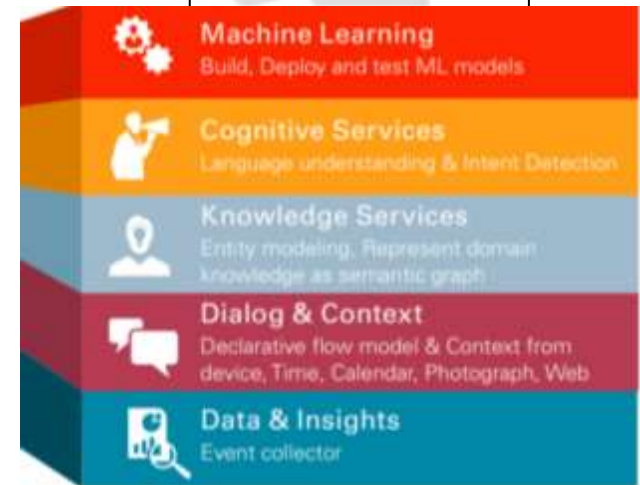 Machine Learning
Build, Deploy and test ML models
Cognitive Services
Language understanding & Intent Detection
Knowledge Services
Entity modeling, Represent domain
knowledge as semantic graph
Dialog & Context
Declarative flow model & Context from
device, Time, Calendar, Photograph, Web
Data & Insights
Event collector